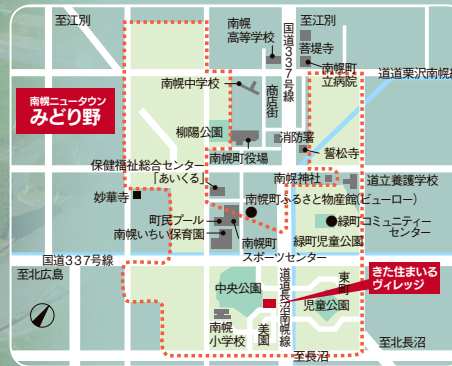 至江別
南幌
高等学校
国道337号線
至江別
菩提寺
南幌町
立病院
道道栗沢南幌線
南幌ニュータウン
みどり野
南幌中学校
商店街
柳陽公園
消防署
南幌町役場
誓松寺
保健福祉総合センター
「あいくる」
南幌神社
道立養護学校
妙華寺
南幌町ふるさと物産館(ビューロー)
町民プール
南幌いちい保育園
緑町コミュニティー
センター
緑町児童公園
南幌町
スポーツセンター
国道337号線
至北広島
中央公園
道道長沼南幌線
東町
児童公園
きた住まいる
ヴィレッジ
南幌
小学校
美園
至長沼
至北長沼